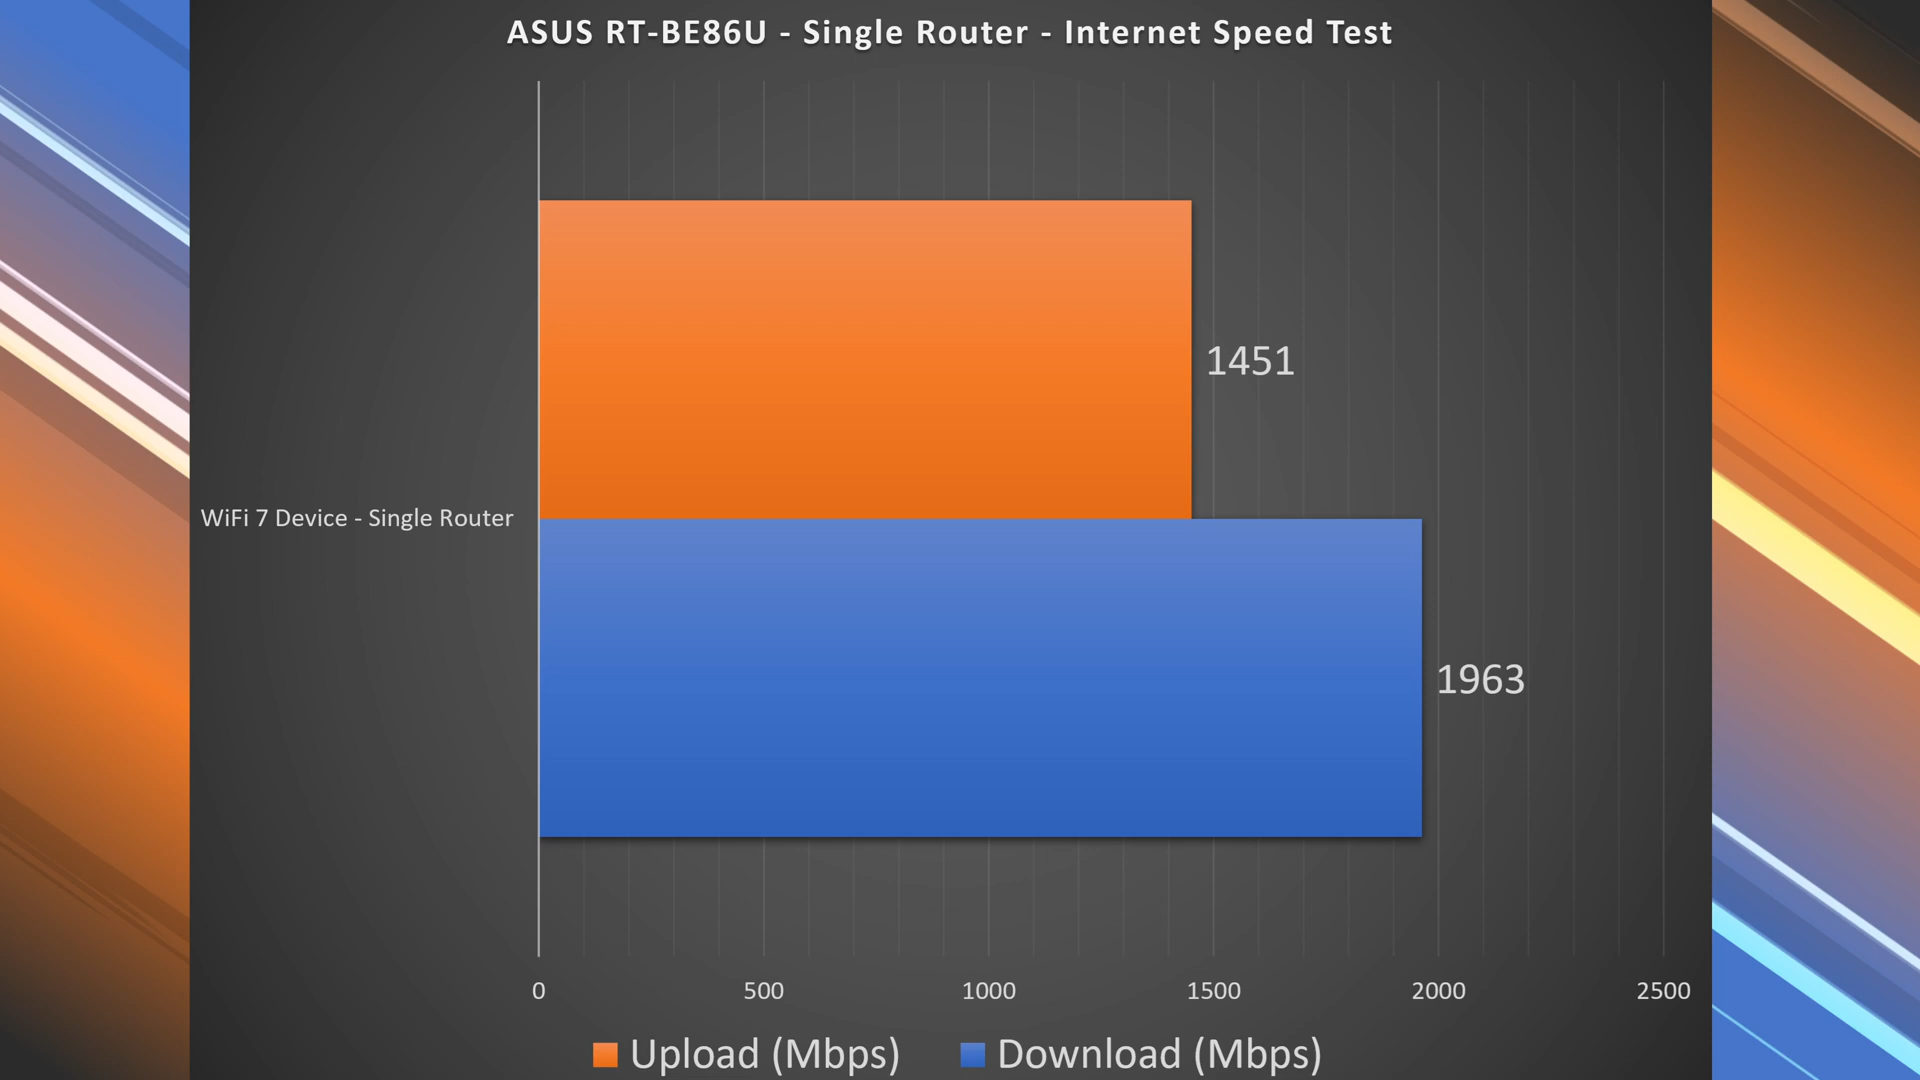 ASUS RT-BE86U - Single Router - Internet Speed Test
1451
WiFi 7 Device - Single Router
1963
0 500 1000 1500 2000 2500
Upload (Mbps) Download (Mbps)